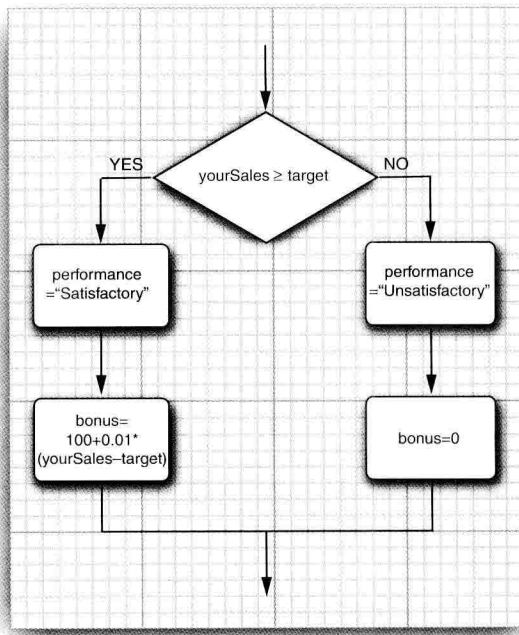 yourSales ≥ target
YES
NO
performance
="Satisfactory"
performance
="Unsatisfactory"
bonus=
100+0.01*
(yourSales–target)
bonus=0